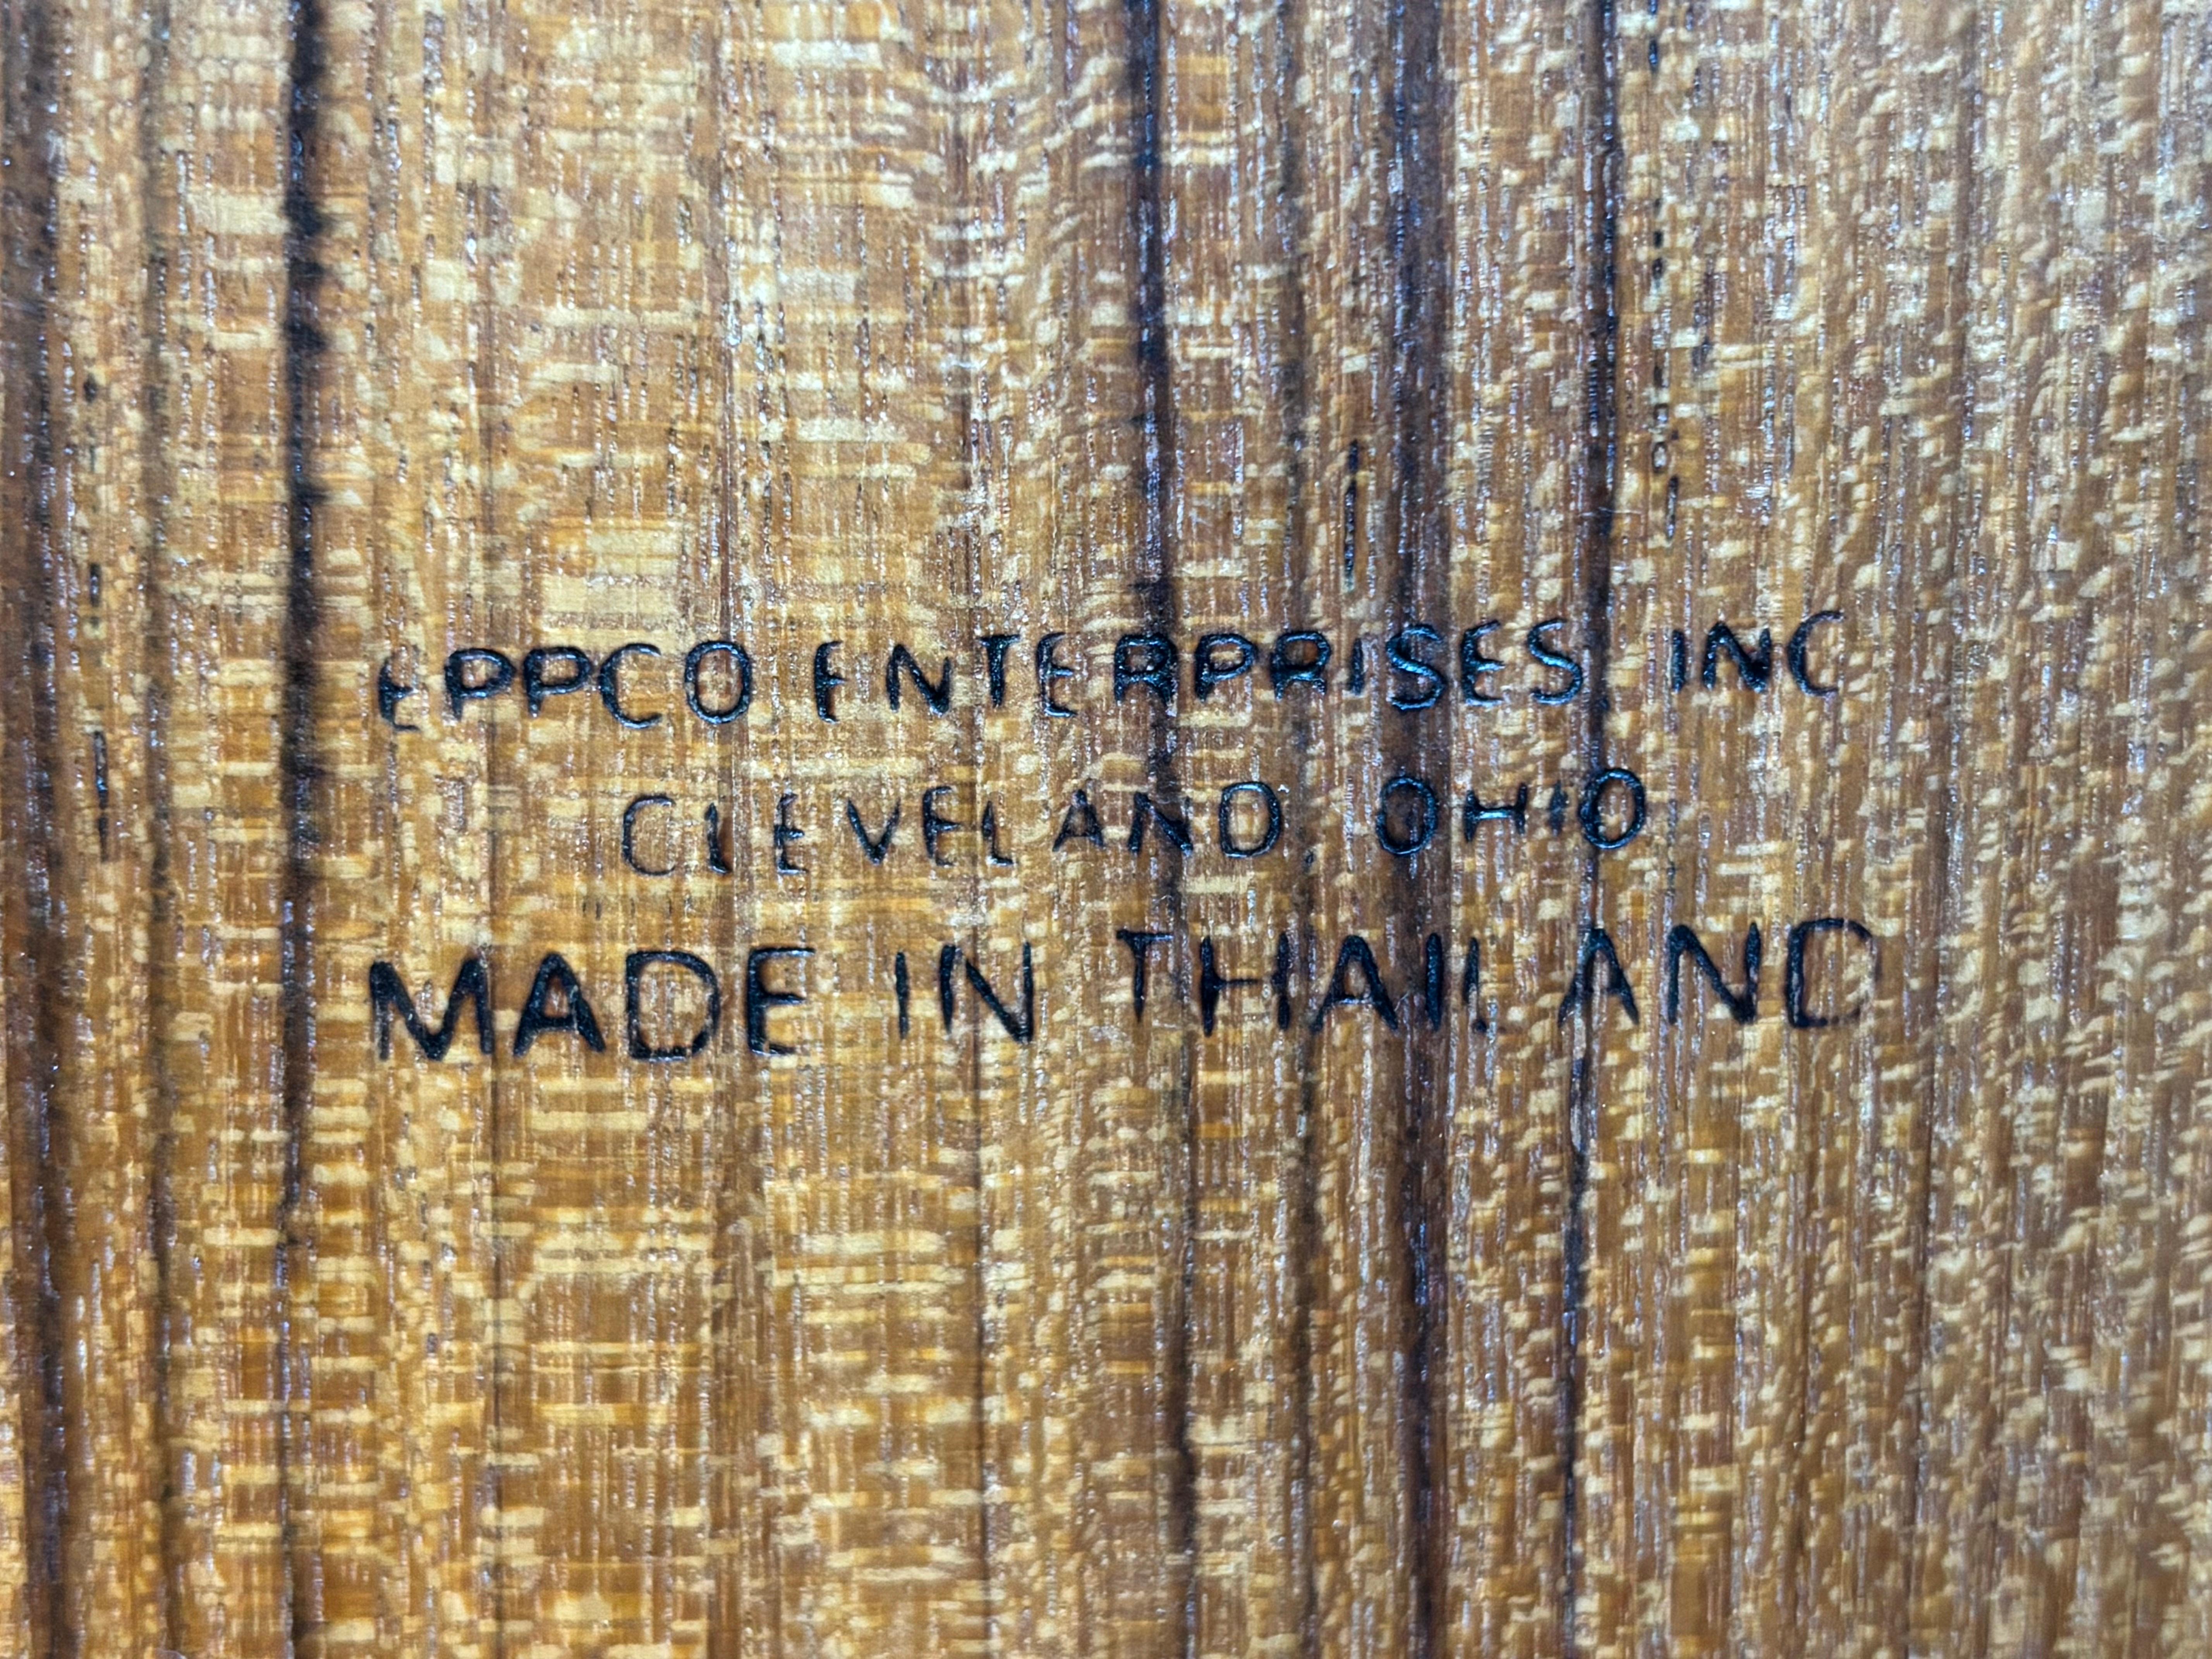 EPPCO ENTERPRISES INC
CLEVELAND, OHIO
MADE IN THAILAND